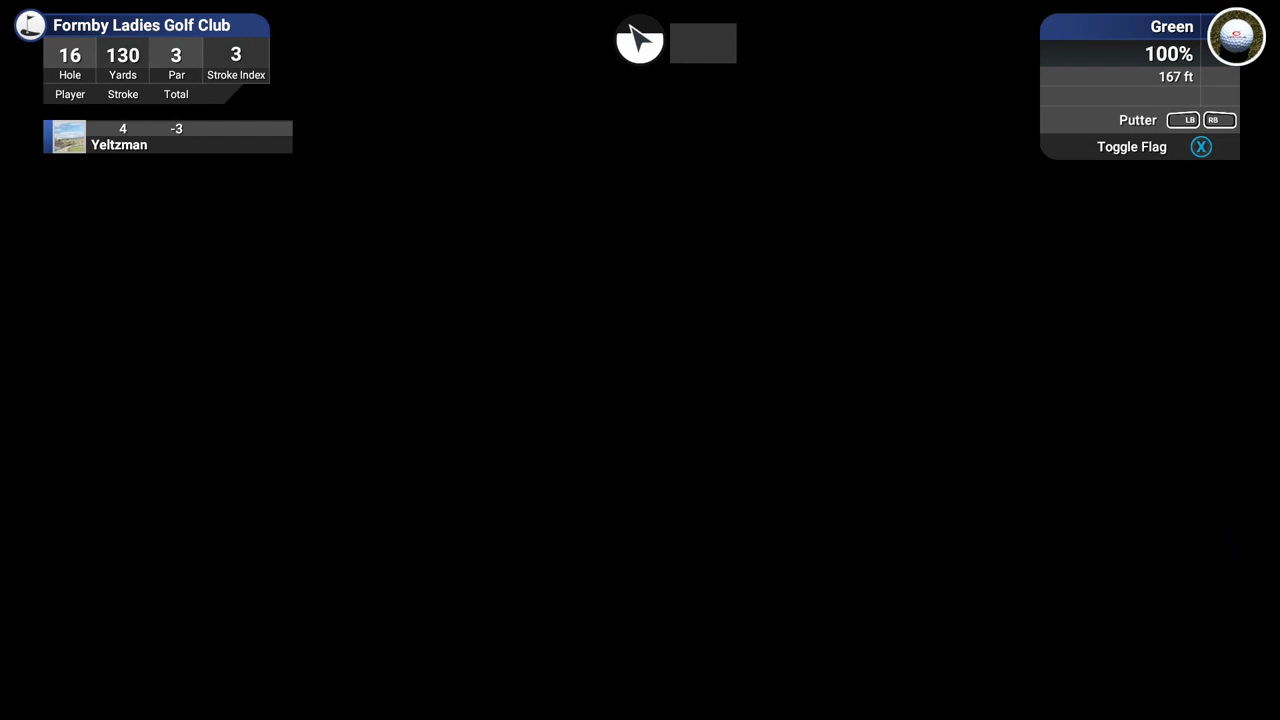 Formby Ladies Golf Club
16 130 3 3
Hole Yards Par Stroke Index
Player Stroke Total
4 -3
Yeltzman
Green
100%
167 ft
Putter LB RB
Toggle Flag X